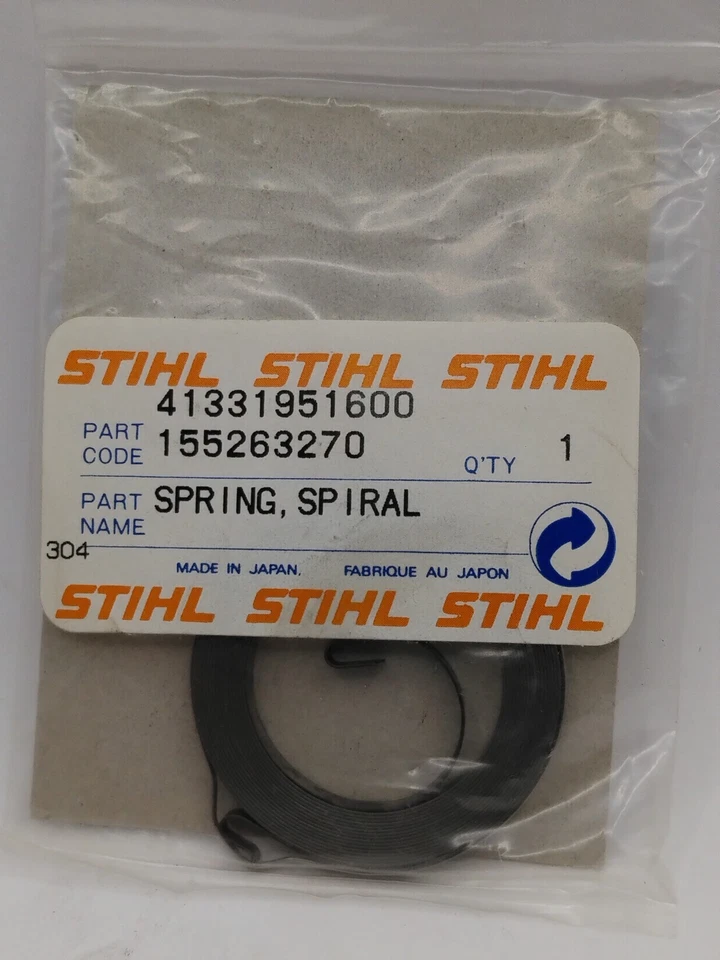 STIHL STIHL STIHL
41331951600
PART CODE 155263270 Q'TY 1
PART NAME SPRING, SPIRAL
304
MADE IN JAPAN, FABRIQUE AU JAPON
STIHL STIHL STIHL